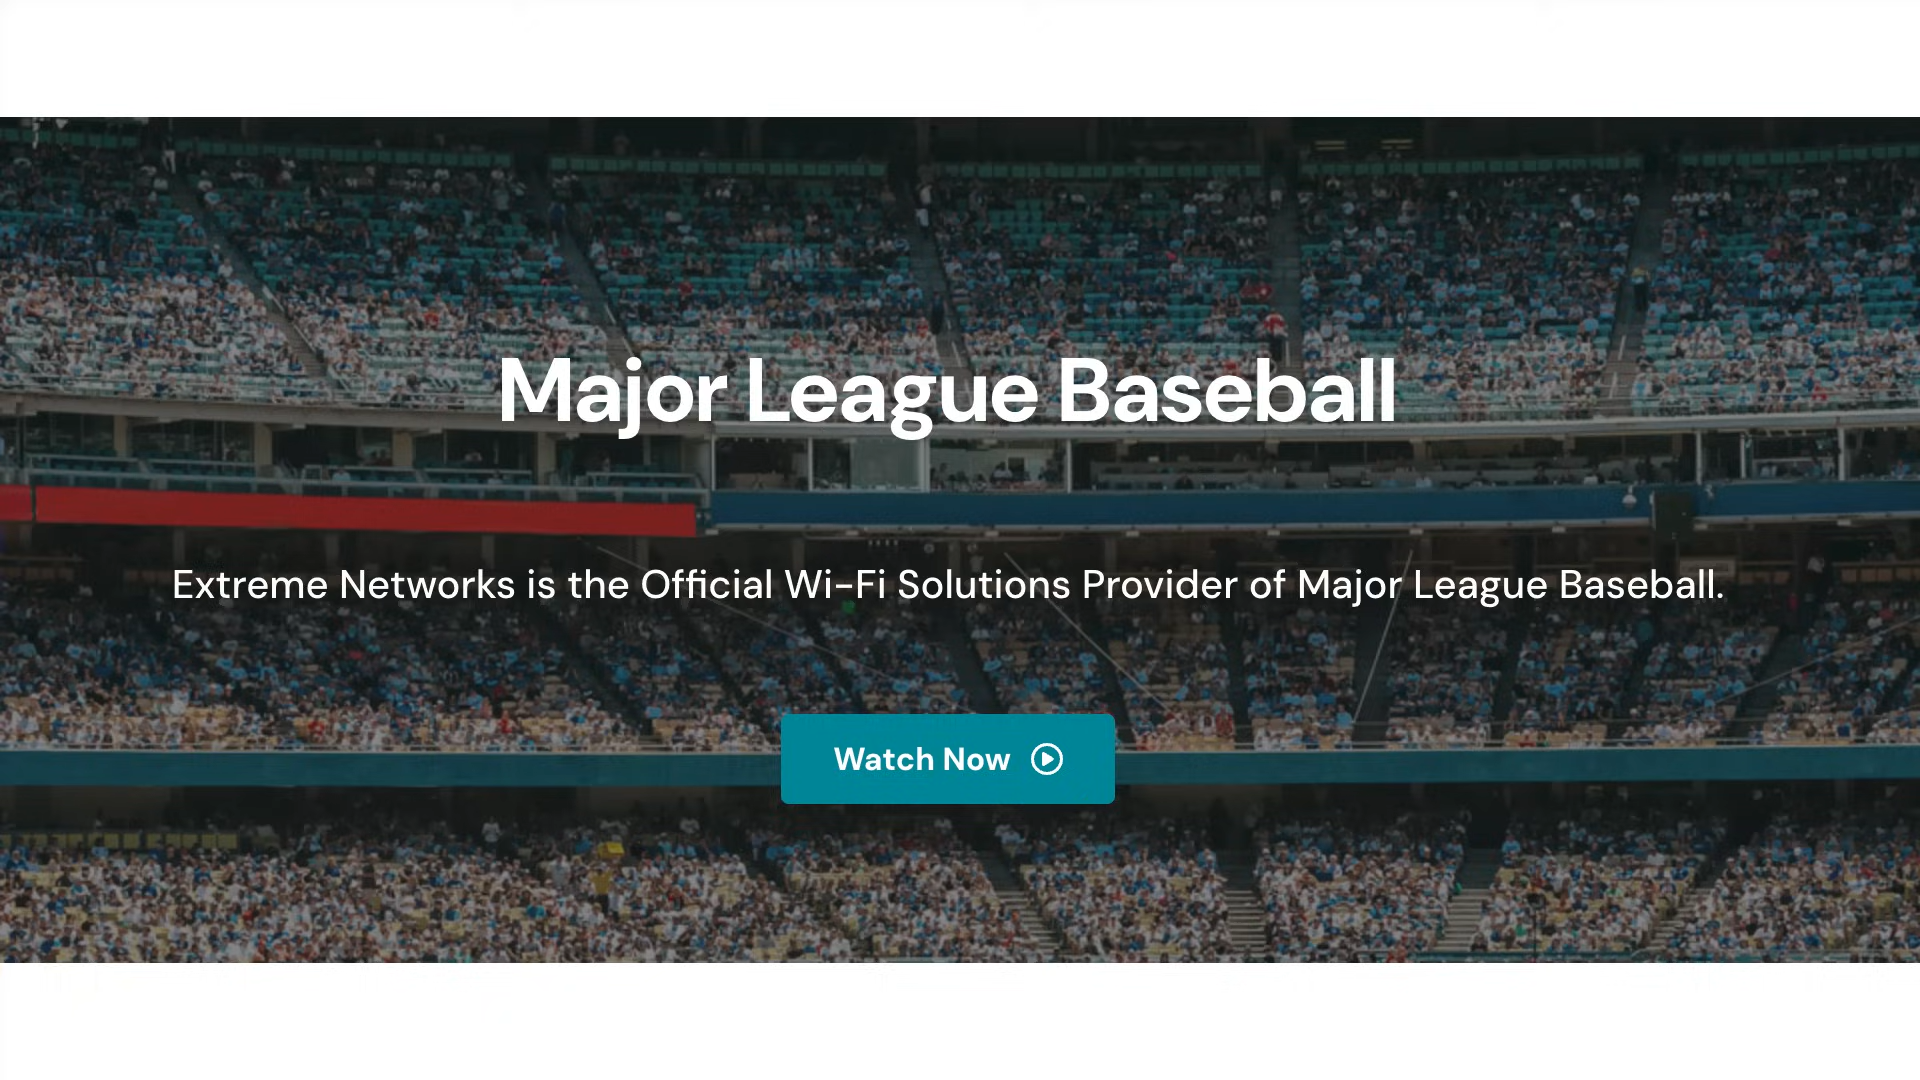 Major League Baseball
Extreme Networks is the Official Wi-Fi Solutions Provider of Major League Baseball.
Watch Now